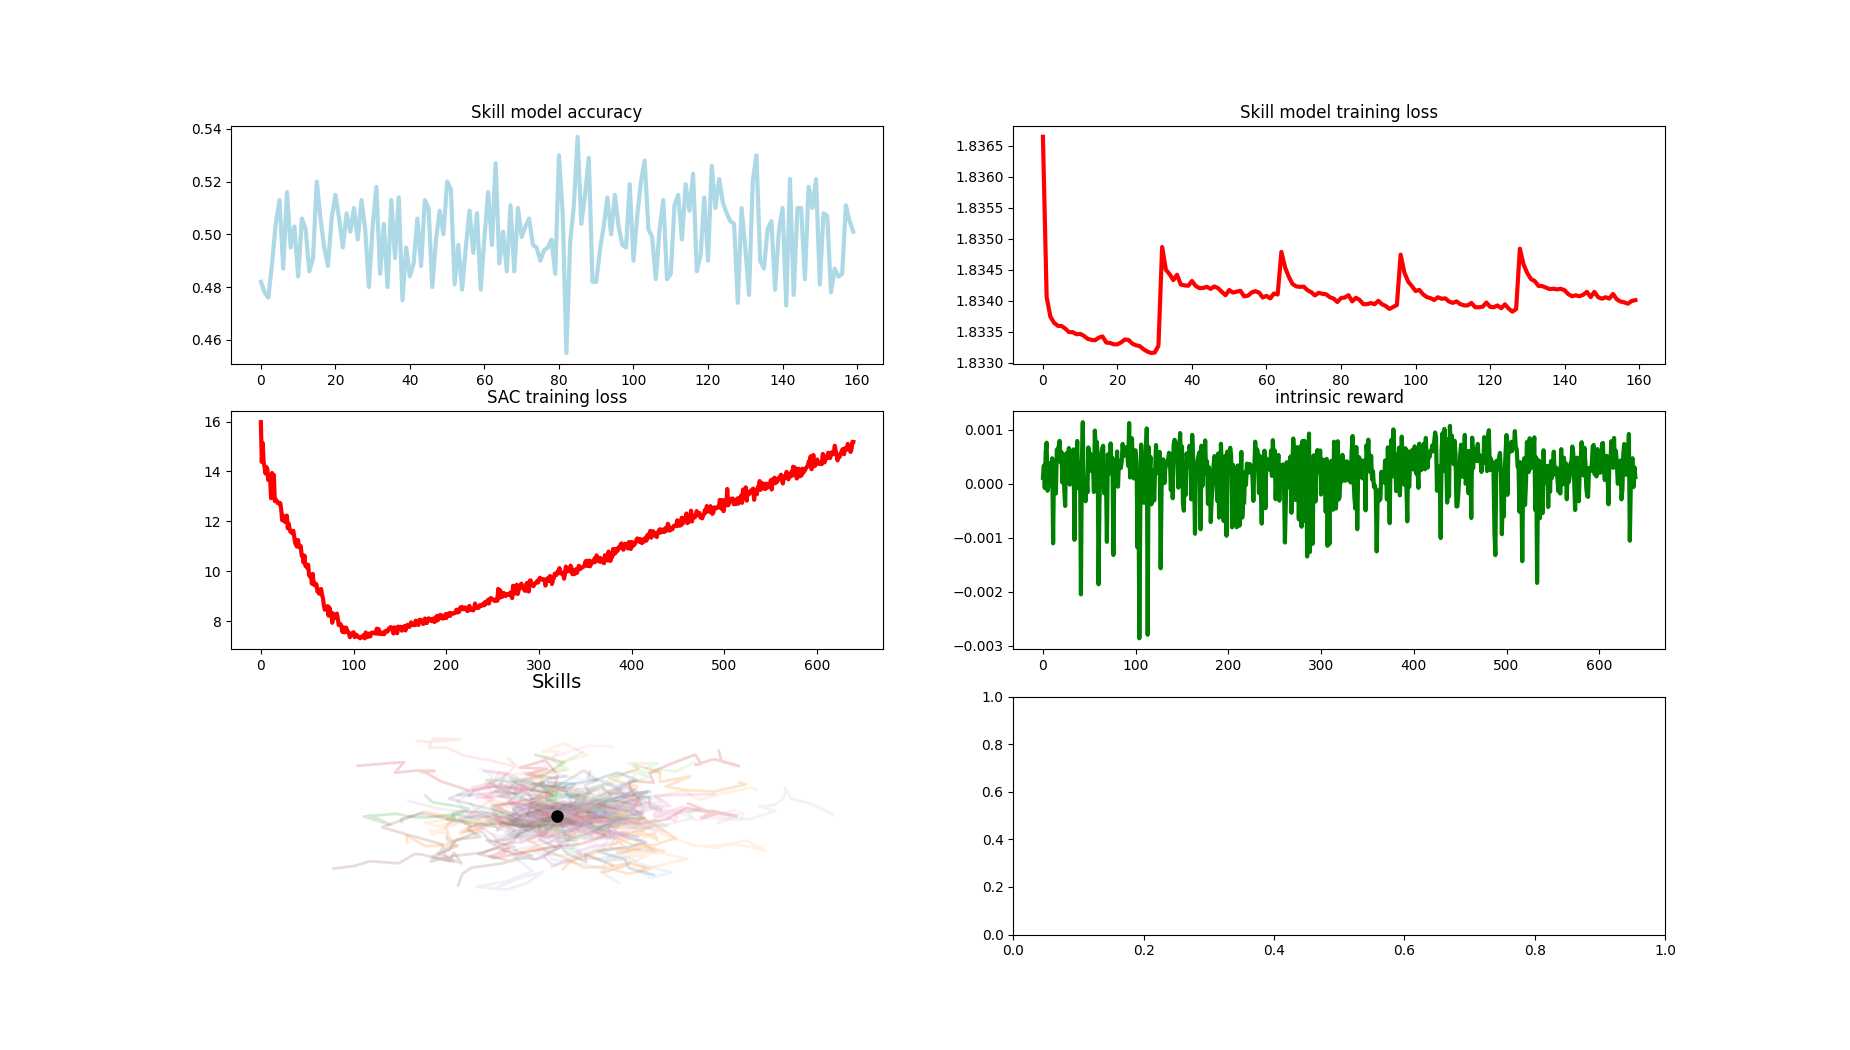 Skill model accuracy
0.54
0.52
0.50
0.48
0.46
0 20 40 60 80 100 120 140 160
Skill model training loss
1.8365
1.8360
1.8355
1.8350
1.8345
1.8340
1.8335
1.8330
0 20 40 60 80 100 120 140 160
SAC training loss
16
14
12
10
8
0 100 200 300 400 500 600
intrinsic reward
0.001
0.000
−0.001
−0.002
−0.003
0 100 200 300 400 500 600
Skills
1.0
0.8
0.6
0.4
0.2
0.0
0.0 0.2 0.4 0.6 0.8 1.0